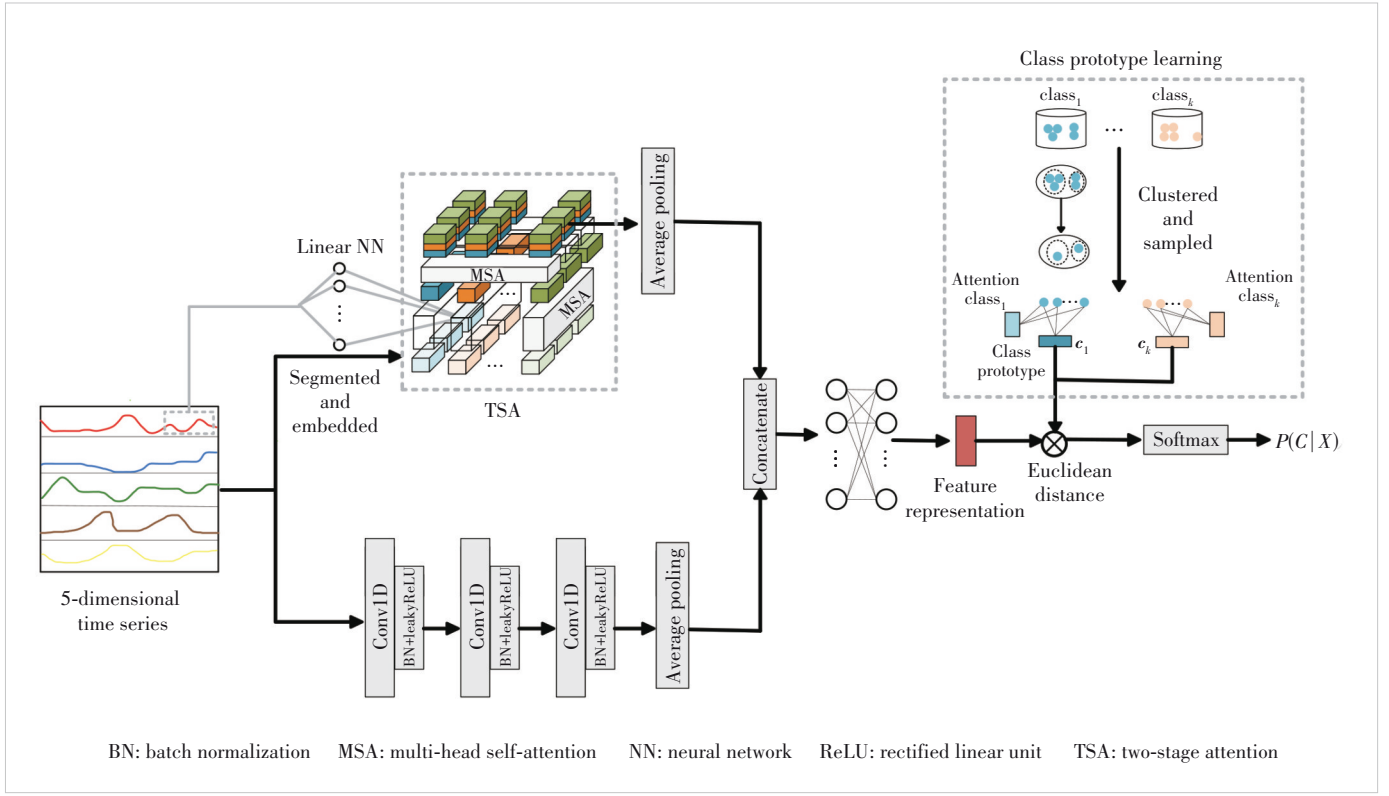 Class prototype learning
class1
class𝑘
...
Clustered
and
sampled
Attention
class1
Attention
class𝑘
...
...
c1
c𝑘
Class
prototype
Average pooling
Linear NN
MSA
MSA
...
...
TSA
Segmented
and
embedded
Concatenate
Feature
representation
Euclidean
distance
Softmax
P(C|X)
5-dimensional
time series
Conv1D
BN+leakyReLU
Conv1D
BN+leakyReLU
Conv1D
BN+leakyReLU
Average pooling
BN: batch normalization MSA: multi-head self-attention NN: neural network ReLU: rectified linear unit TSA: two-stage attention